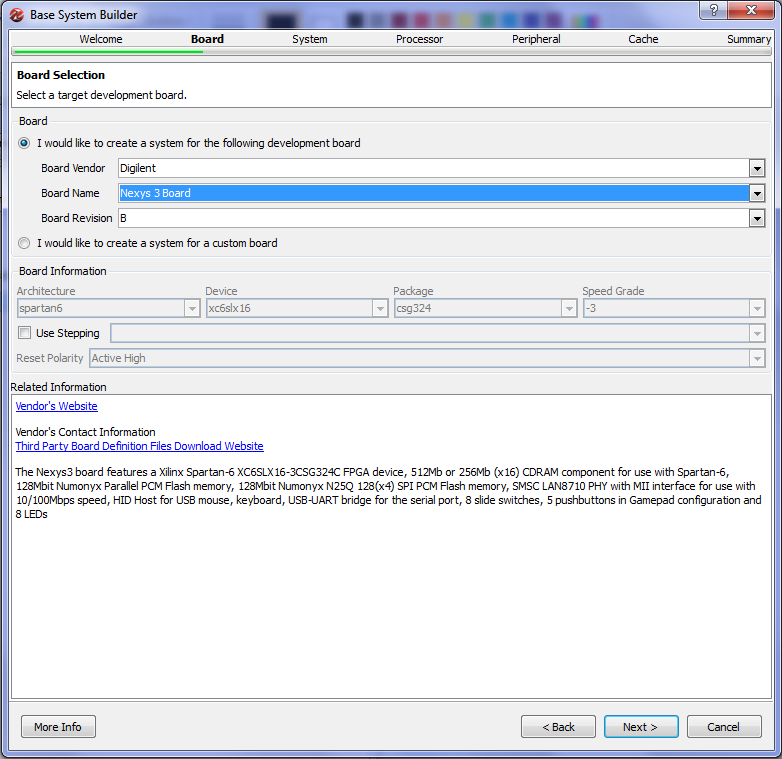 Base System Builder
?
Welcome Board System Processor Peripheral Cache Summary
Board Selection
Select a target development board.
Board
I would like to create a system for the following development board
Board Vendor Digilent
Board Name Nexys 3 Board
Board Revision B
I would like to create a system for a custom board
Board Information
Architecture Device Package Speed Grade
spartan6 xc6slx16 csg324 -3
Use Stepping
Reset Polarity Active High
Related Information
Vendor's Website
Vendor's Contact Information
Third Party Board Definition Files Download Website
The Nexys3 board features a Xilinx Spartan-6 XC6SLX16-3CSG324C FPGA device, 512Mb or 256Mb (x16) CDRAM component for use with Spartan-6,
128Mbit Numonyx Parallel PCM Flash memory, 128Mbit Numonyx N25Q 128(x4) SPI PCM Flash memory, SMSC LAN8710 PHY with MII interface for use with
10/100Mbps speed, HID Host for USB mouse, keyboard, USB-UART bridge for the serial port, 8 slide switches, 5 pushbuttons in Gamepad configuration and
8 LEDs
More Info < Back Next > Cancel